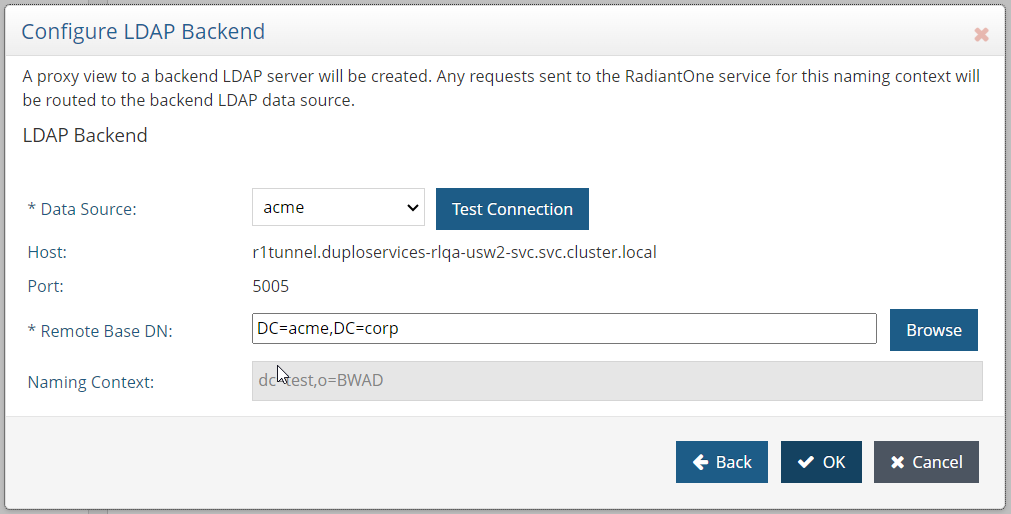 Configure LDAP Backend
A proxy view to a backend LDAP server will be created. Any requests sent to the RadiantOne service for this naming context will
be routed to the backend LDAP data source.
LDAP Backend
* Data Source: acme Test Connection
Host: r1tunnel.duploservices-rlqa-usw2-svc.svc.cluster.local
Port: 5005
* Remote Base DN: DC=acme,DC=corp Browse
Naming Context: dc=test,o=BWAD
Back OK Cancel